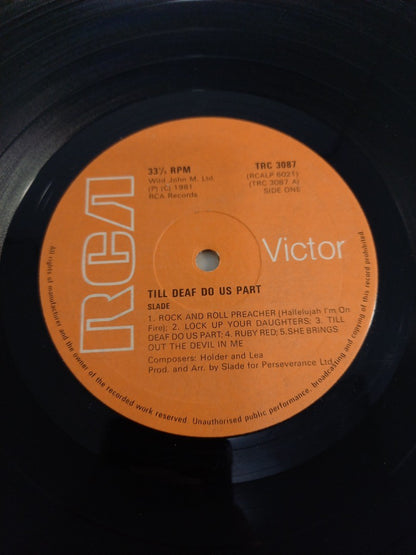 RCA
Victor
33⅓ RPM
Wild John M. Ltd.
(P) (C) 1981
RCA Records
TRC 3087
(RCALP 6021)
(TRC 3087 A)
SIDE ONE
TILL DEAF DO US PART
SLADE
1. ROCK AND ROLL PREACHER (Hallelujah I'm On
Fire); 2. LOCK UP YOUR DAUGHTERS: 3. TILL
DEAF DO US PART; 4. RUBY RED; 5.SHE BRINGS
OUT THE DEVIL IN ME
Composers: Holder and Lea
Prod. and Arr. by Slade for Perseverance Ltd.
All rights of manufacturer and the owner of the recorded work reserved. Unauthorised public performance, broadcasting and copying of this record prohibited.